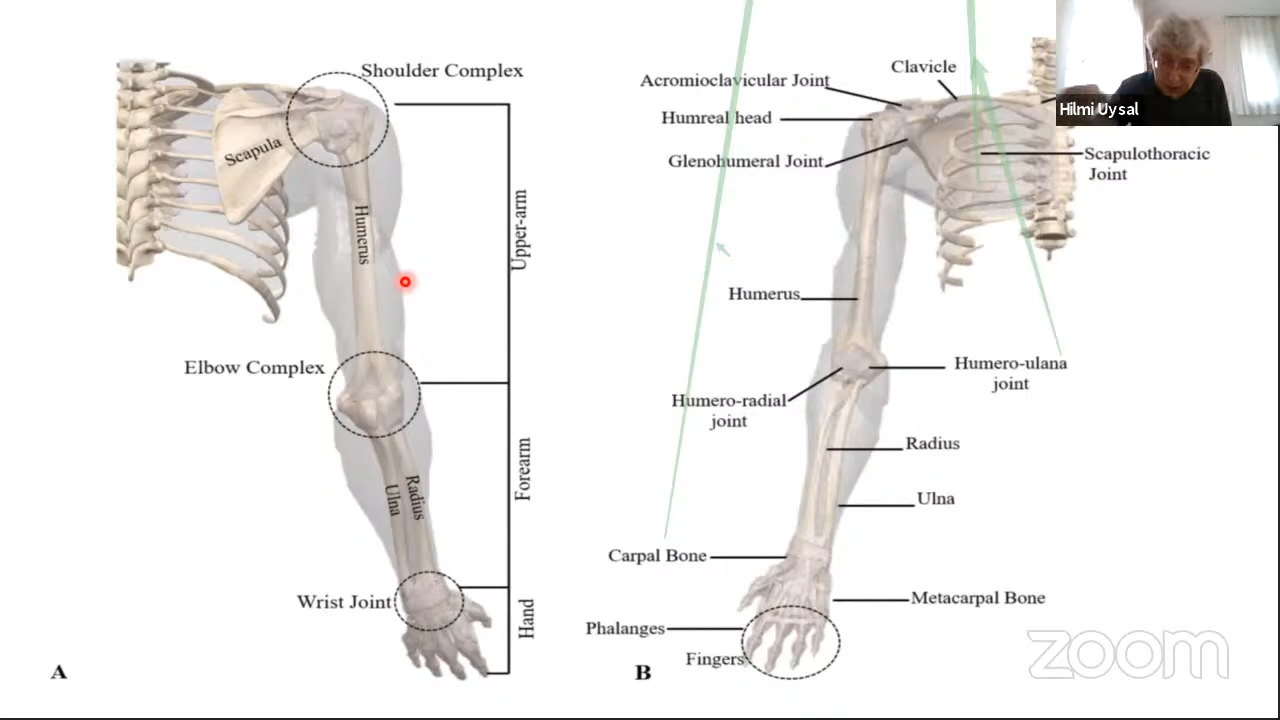 Shoulder Complex
Scapula
Humerus
Upper-arm
Elbow Complex
Forearm
Radius
Ulna
Wrist Joint
Hand
A
Acromioclavicular Joint
Clavicle
Humreal head
Glenohumeral Joint
Scapulothoracic
Joint
Humerus
Humero-ulana
joint
Humero-radial
joint
Radius
Ulna
Carpal Bone
Metacarpal Bone
Phalanges
Fingers
B
Hilmi Uysal
zoom